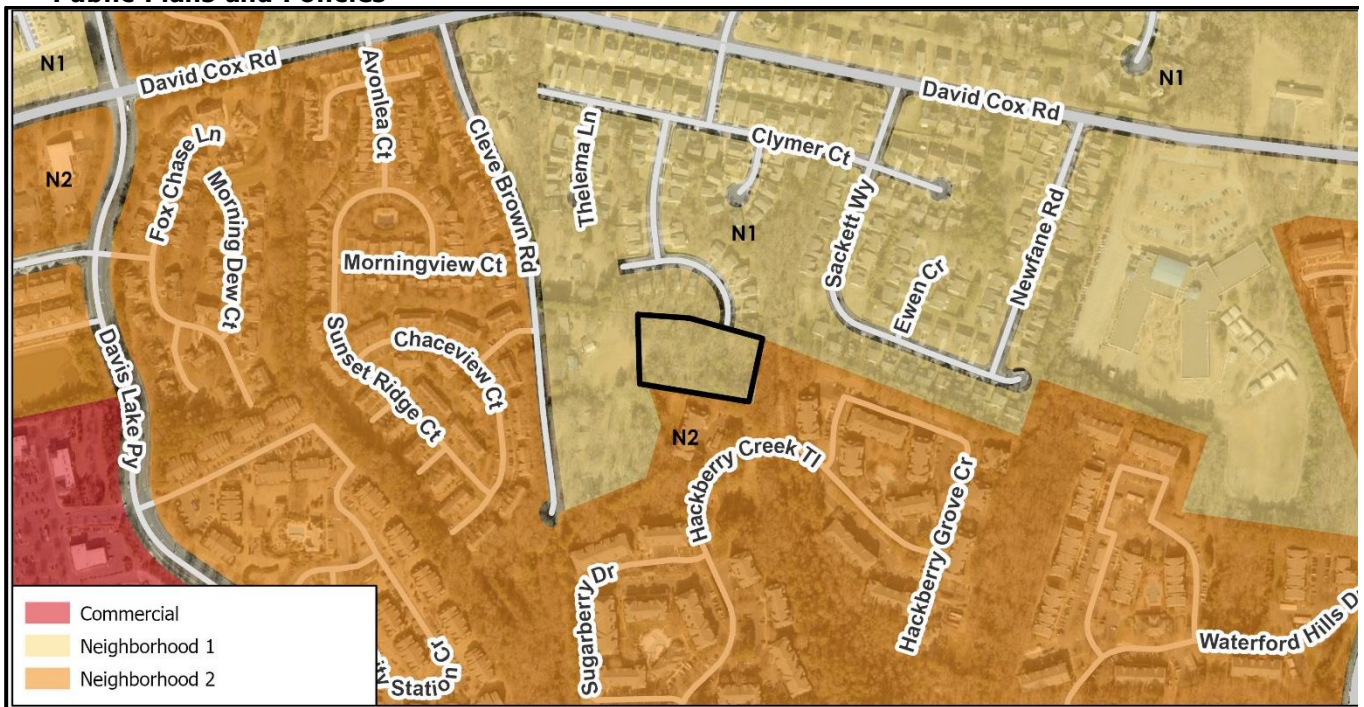 Public Plans and Policies
N1
David Cox Rd
Avonlea Ct
Cleve Brown Rd
Thelema Ln
Clymer Ct
David Cox Rd
N1
N2
Fox Chase Ln
Morning Dew Ct
Morningview Ct
N1
Sackett Wy
Ewen Cr
Newfane Rd
Davis Lake Py
Sunset Ridge Ct
Chaceview Ct
N2
Hackberry Creek Tl
Hackberry Grove Cr
Sugarberry Dr
Waterford Hills D
ity Station Cr
Commercial
Neighborhood 1
Neighborhood 2